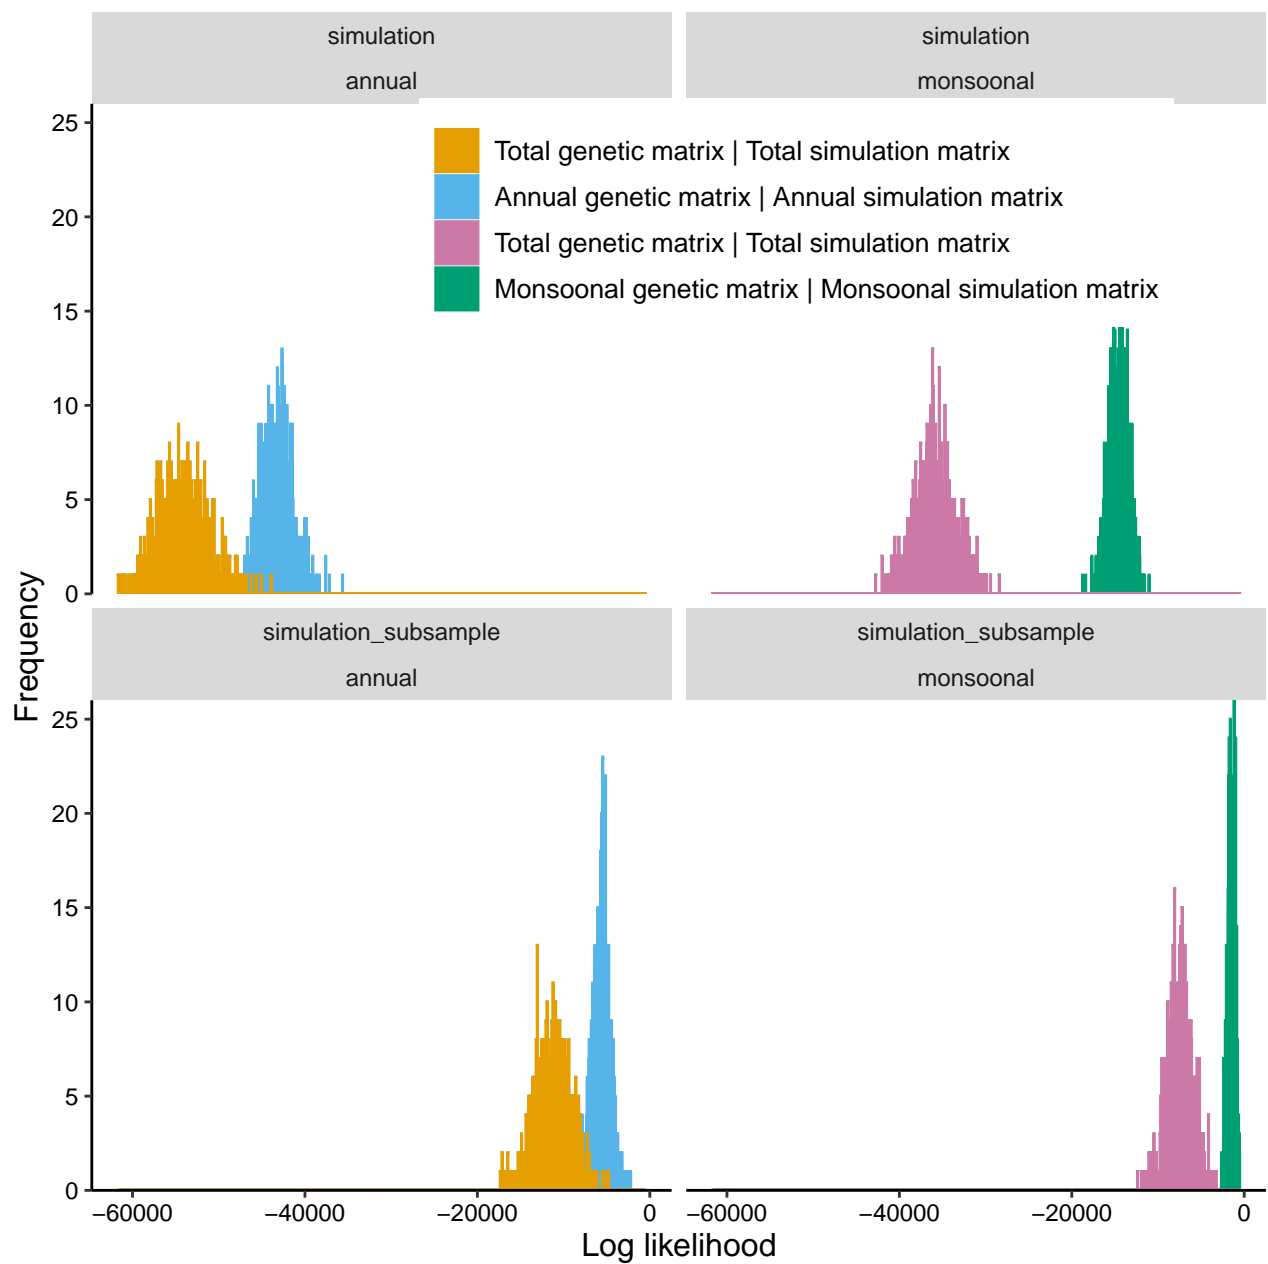 simulation
annual
simulation
monsoonal
Total genetic matrix | Total simulation matrix
Annual genetic matrix | Annual simulation matrix
Total genetic matrix | Total simulation matrix
Monsoonal genetic matrix | Monsoonal simulation matrix
25
20
15
10
5
0
Frequency
simulation_subsample
annual
simulation_subsample
monsoonal
25
20
15
10
5
0
−60000 −40000 −20000 0
−60000 −40000 −20000 0
Log likelihood